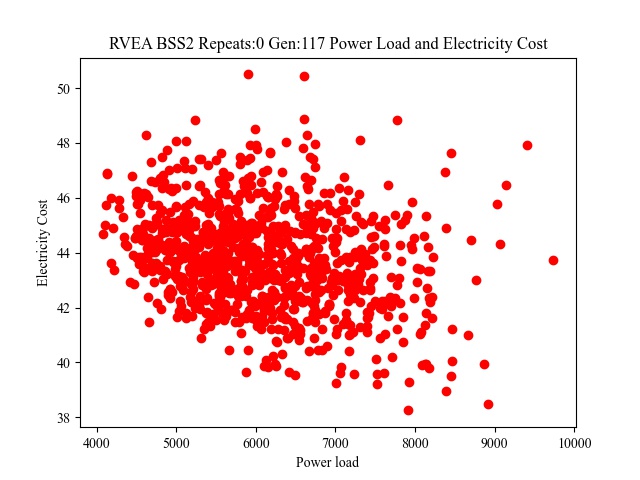 RVEA BSS2 Repeats:0 Gen:117 Power Load and Electricity Cost
50
48
46
44
42
40
38
Electricity Cost
4000 5000 6000 7000 8000 9000 10000
Power load